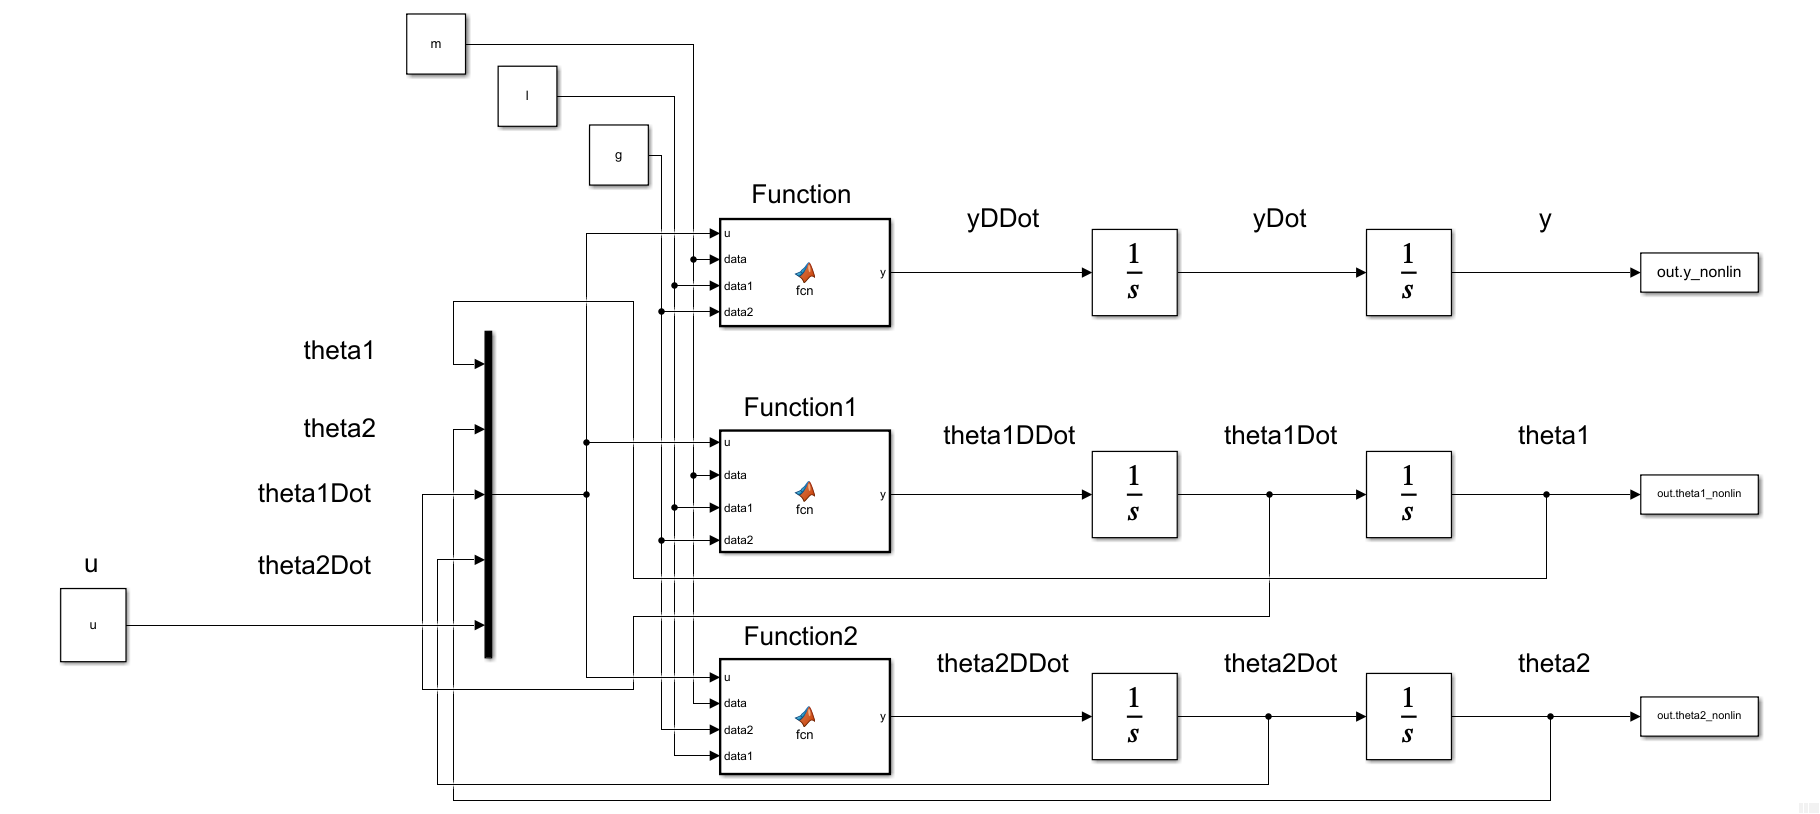 m
l
g
Function
u
data
data1
data2
fcn
y
yDDot
1
s
yDot
1
s
y
out.y_nonlin
theta1
theta2
theta1Dot
theta2Dot
u
u
Function1
u
data
data1
data2
fcn
y
theta1DDot
1
s
theta1Dot
1
s
theta1
out.theta1_nonlin
Function2
u
data
data2
data1
fcn
y
theta2DDot
1
s
theta2Dot
1
s
theta2
out.theta2_nonlin